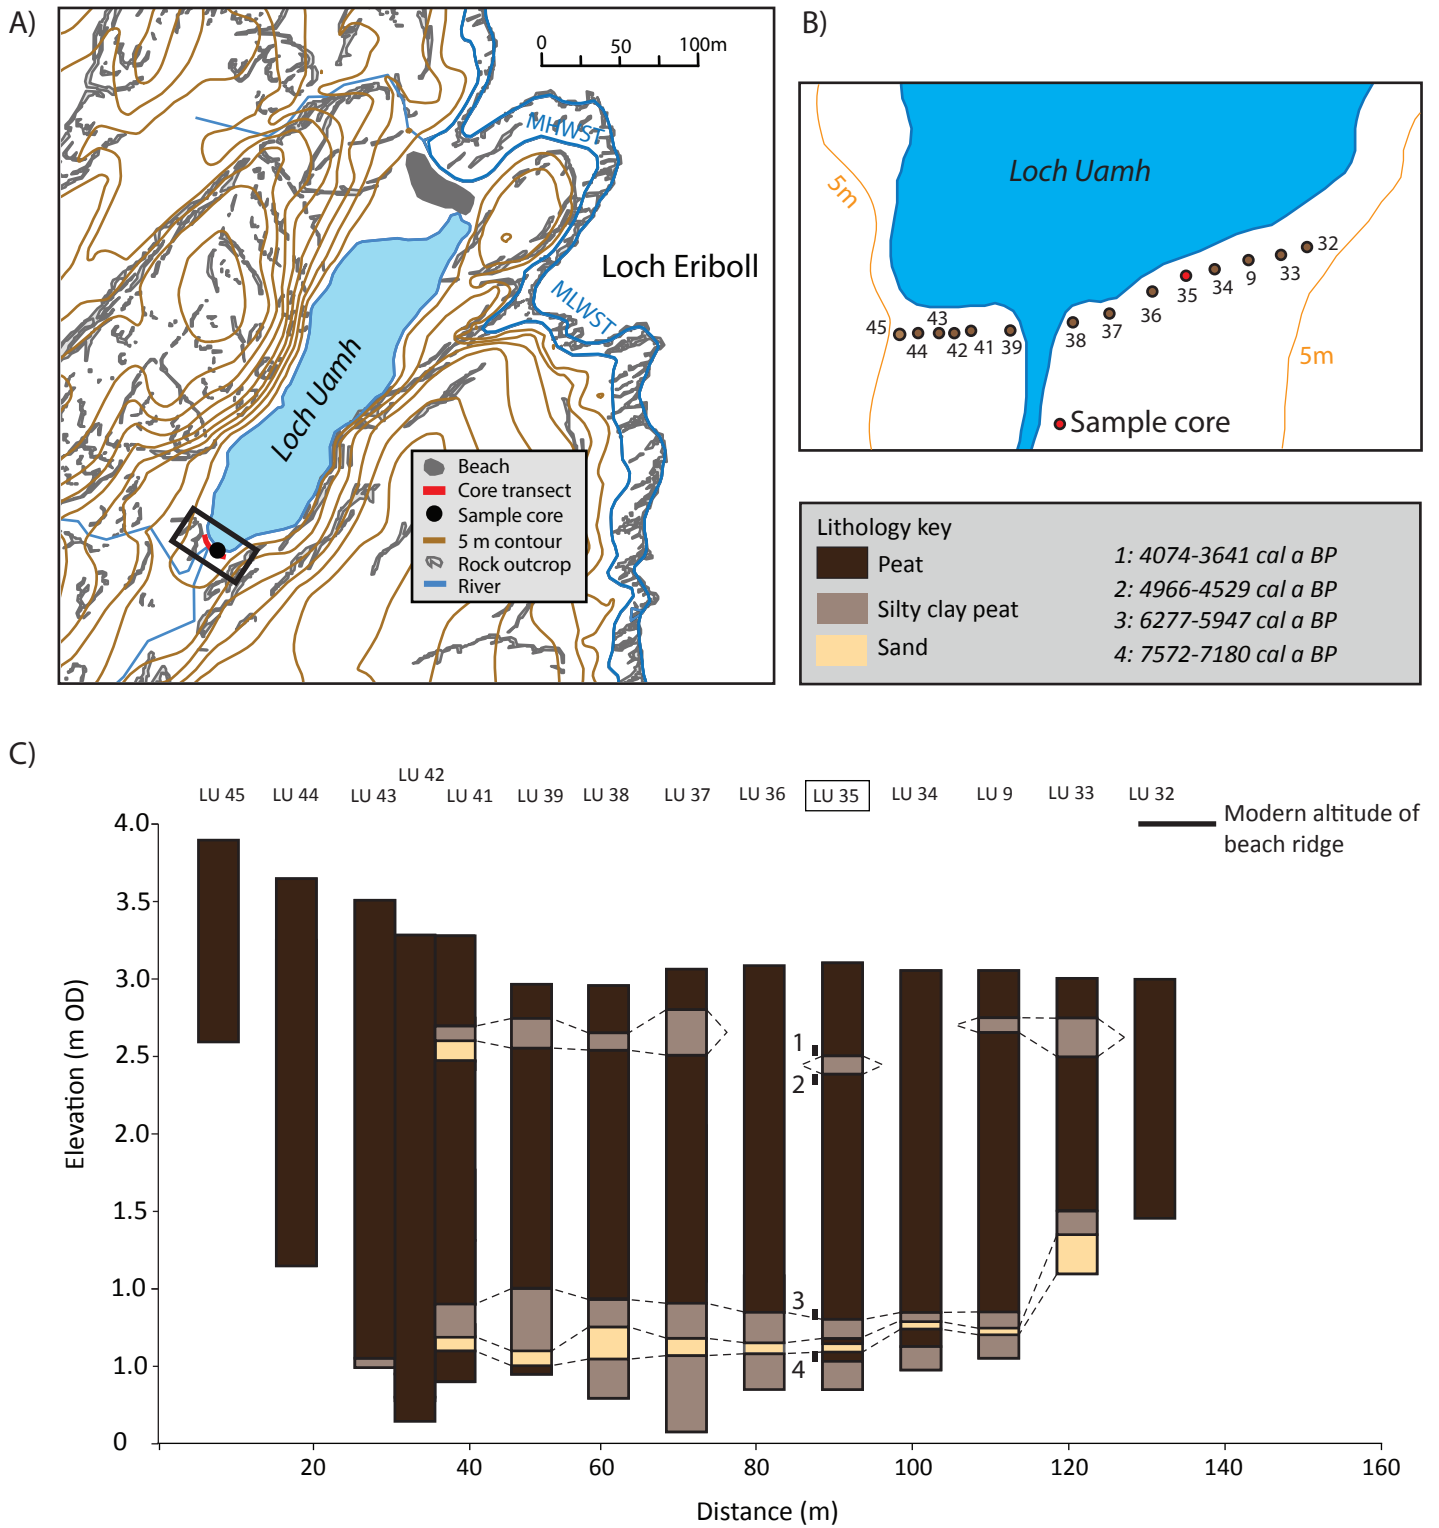 A)
0 50 100m
MHWST
Loch Eriboll
MLWST
Loch Uamh
Beach
Core transect
Sample core
5 m contour
Rock outcrop
River
B)
Loch Uamh
5m
5m
45 44 43 42 41 39 38 37 36 35 34 9 33 32
Sample core
Lithology key
Peat
Silty clay peat
Sand
1: 4074-3641 cal a BP
2: 4966-4529 cal a BP
3: 6277-5947 cal a BP
4: 7572-7180 cal a BP
C)
LU 45 LU 44 LU 43 LU 42 LU 41 LU 39 LU 38 LU 37 LU 36 LU 35 LU 34 LU 9 LU 33 LU 32
Modern altitude of
beach ridge
Elevation (m OD)
4.0
3.5
3.0
2.5
2.0
1.5
1.0
1.0
0
1
2
3
4
20 40 60 80 100 120 140 160
Distance (m)